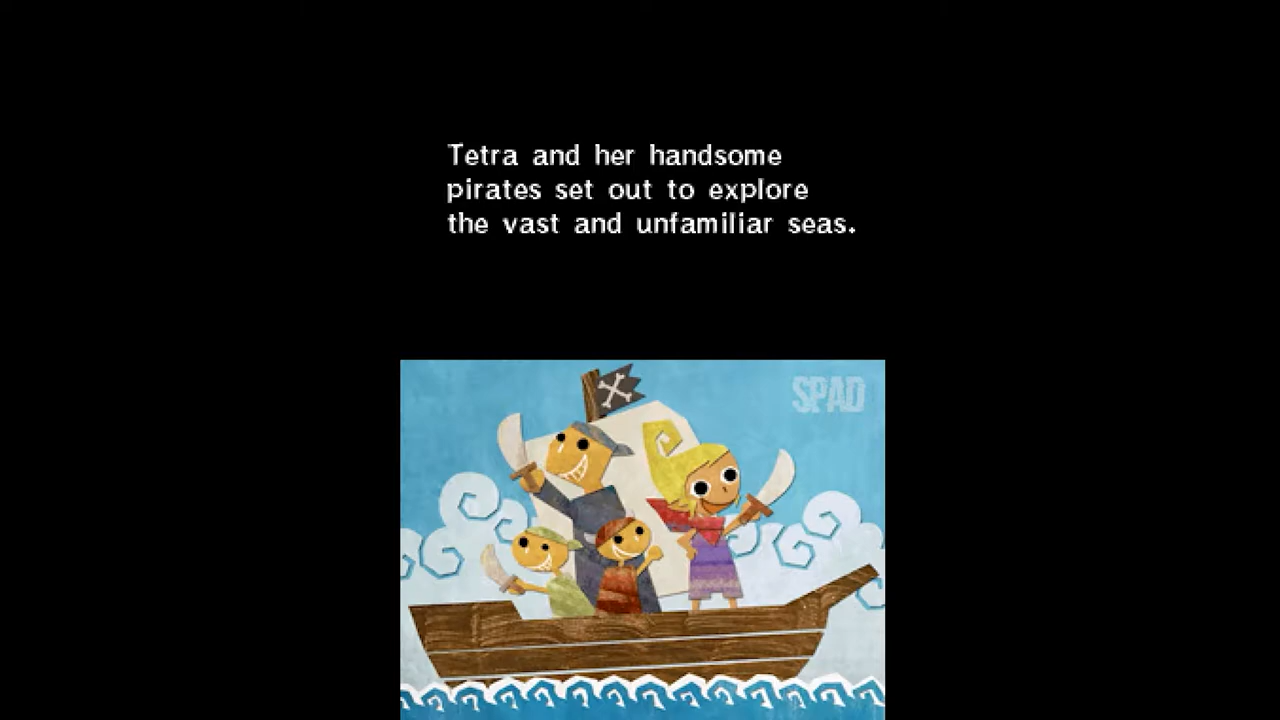 Tetra and her handsome
pirates set out to explore
the vast and unfamiliar seas.
SPAD